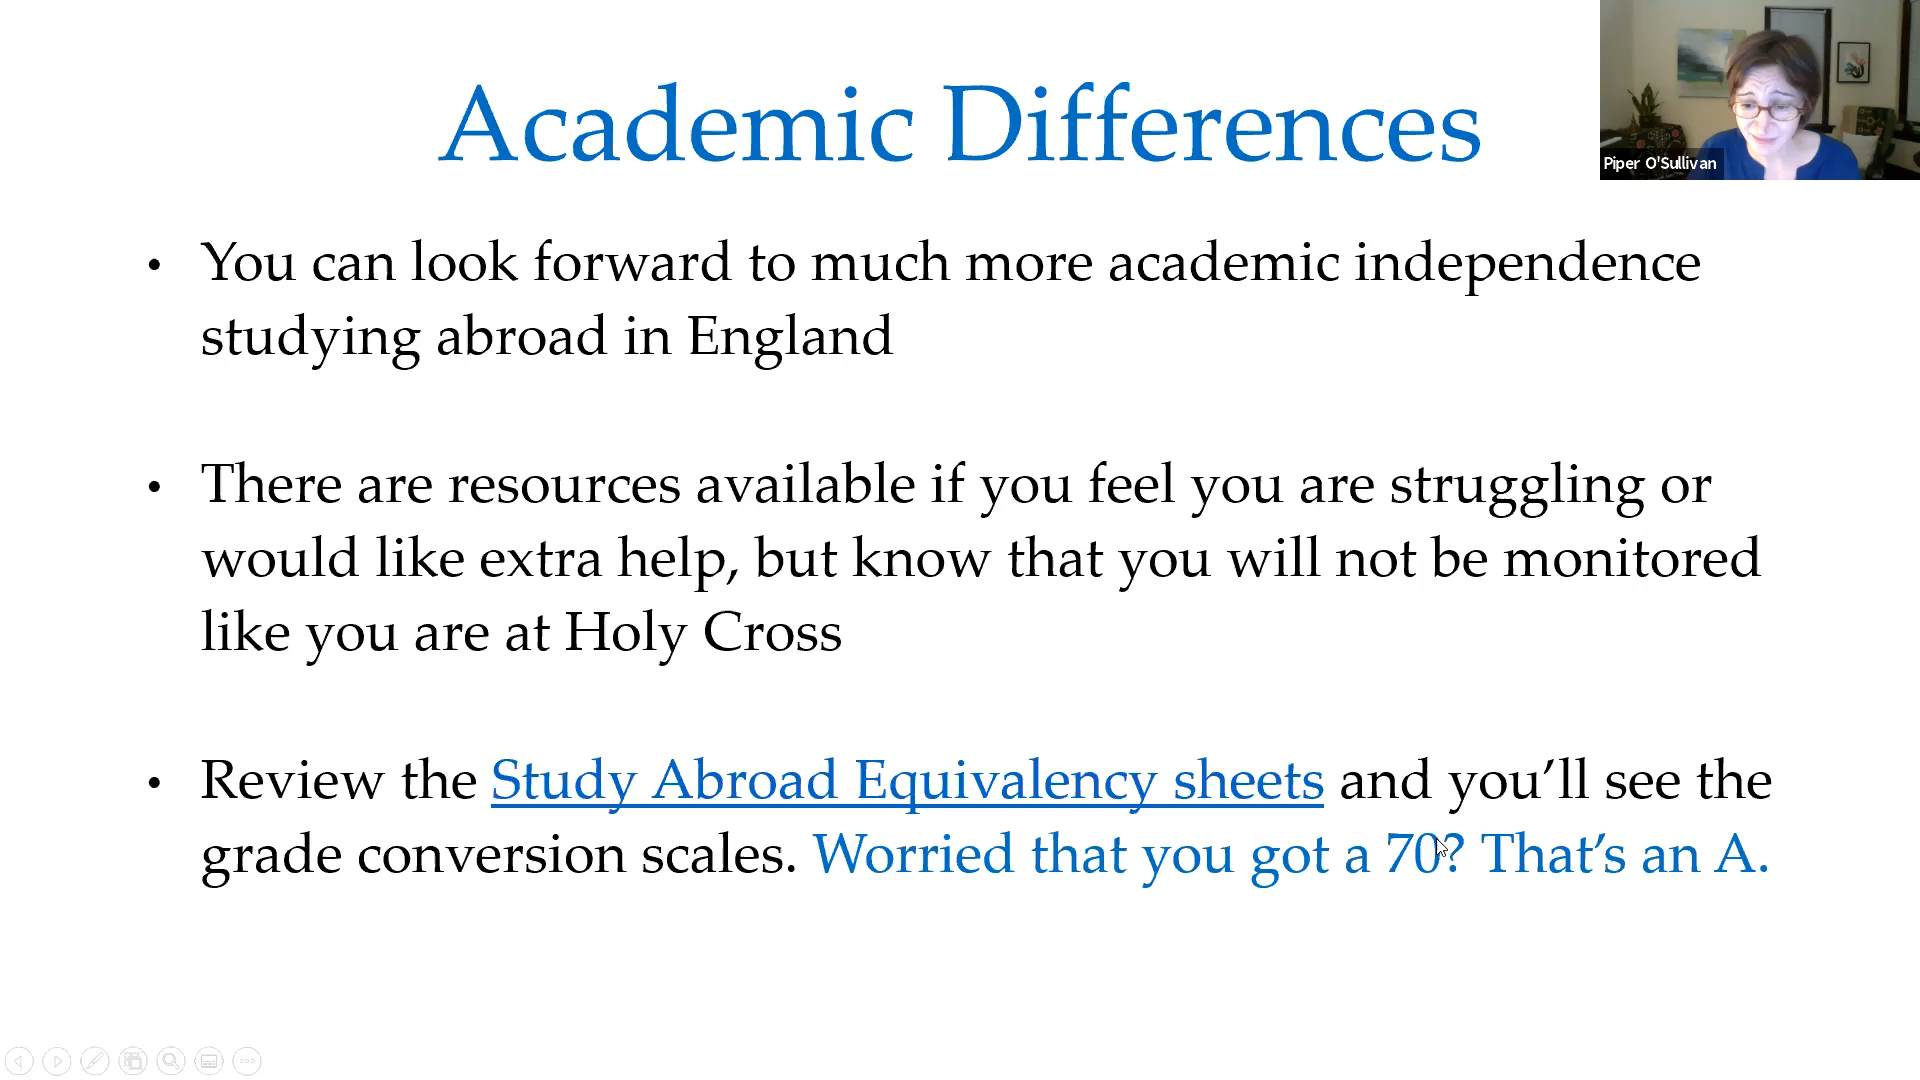 Academic Differences
Piper O'Sullivan
• You can look forward to much more academic independence
studying abroad in England
• There are resources available if you feel you are struggling or
would like extra help, but know that you will not be monitored
like you are at Holy Cross
• Review the Study Abroad Equivalency sheets and you’ll see the
grade conversion scales. Worried that you got a 70? That’s an A.